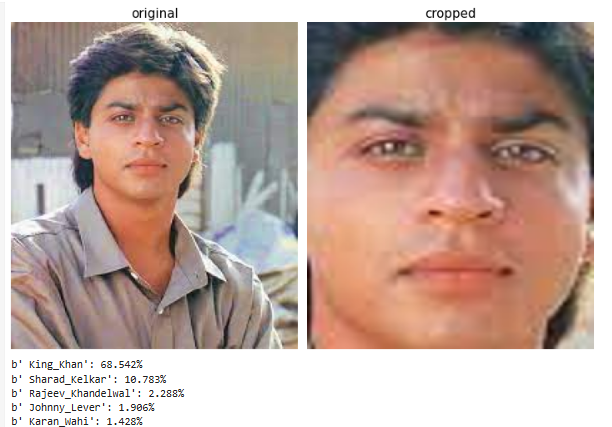 original
cropped
b' King_Khan': 68.542%
b' Sharad_Kelkar': 10.783%
b' Rajeev_Khandelwal': 2.288%
b' Johnny_Lever': 1.906%
b' Karan_Wahi': 1.428%